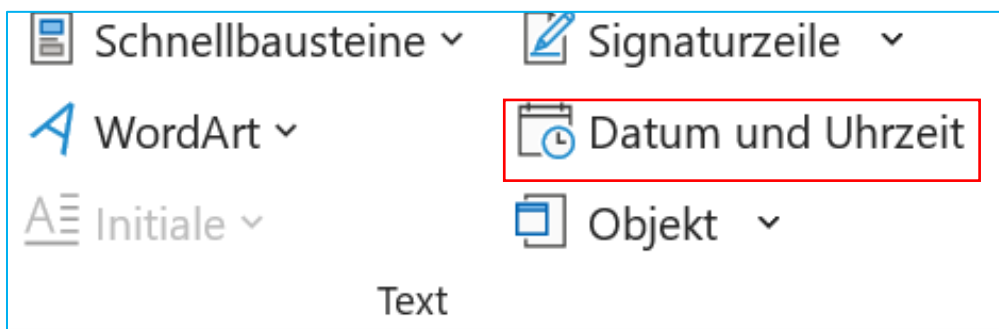 Schnellbausteine
Signaturzeile
WordArt
Datum und Uhrzeit
Initiale
Objekt
Text